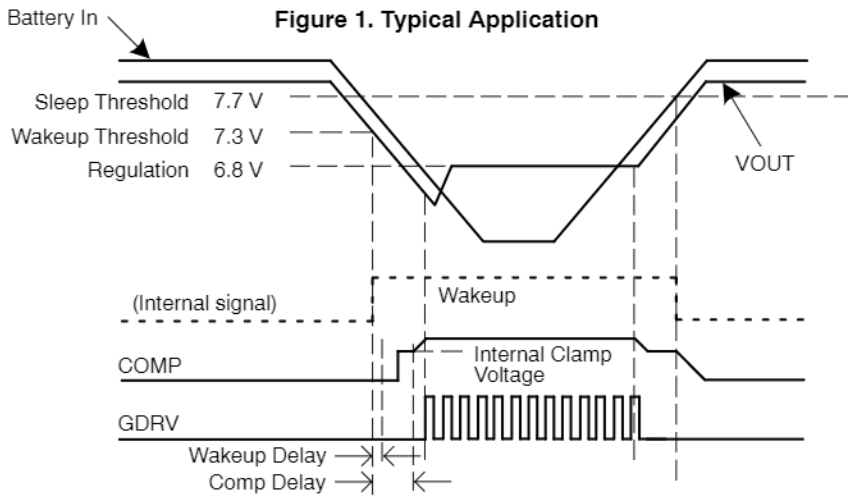 Figure 1. Typical Application
Battery In
Sleep Threshold 7.7 V
Wakeup Threshold 7.3 V
Regulation 6.8 V
VOUT
(Internal signal)
Wakeup
COMP
Internal Clamp
Voltage
GDRV
Wakeup Delay
Comp Delay